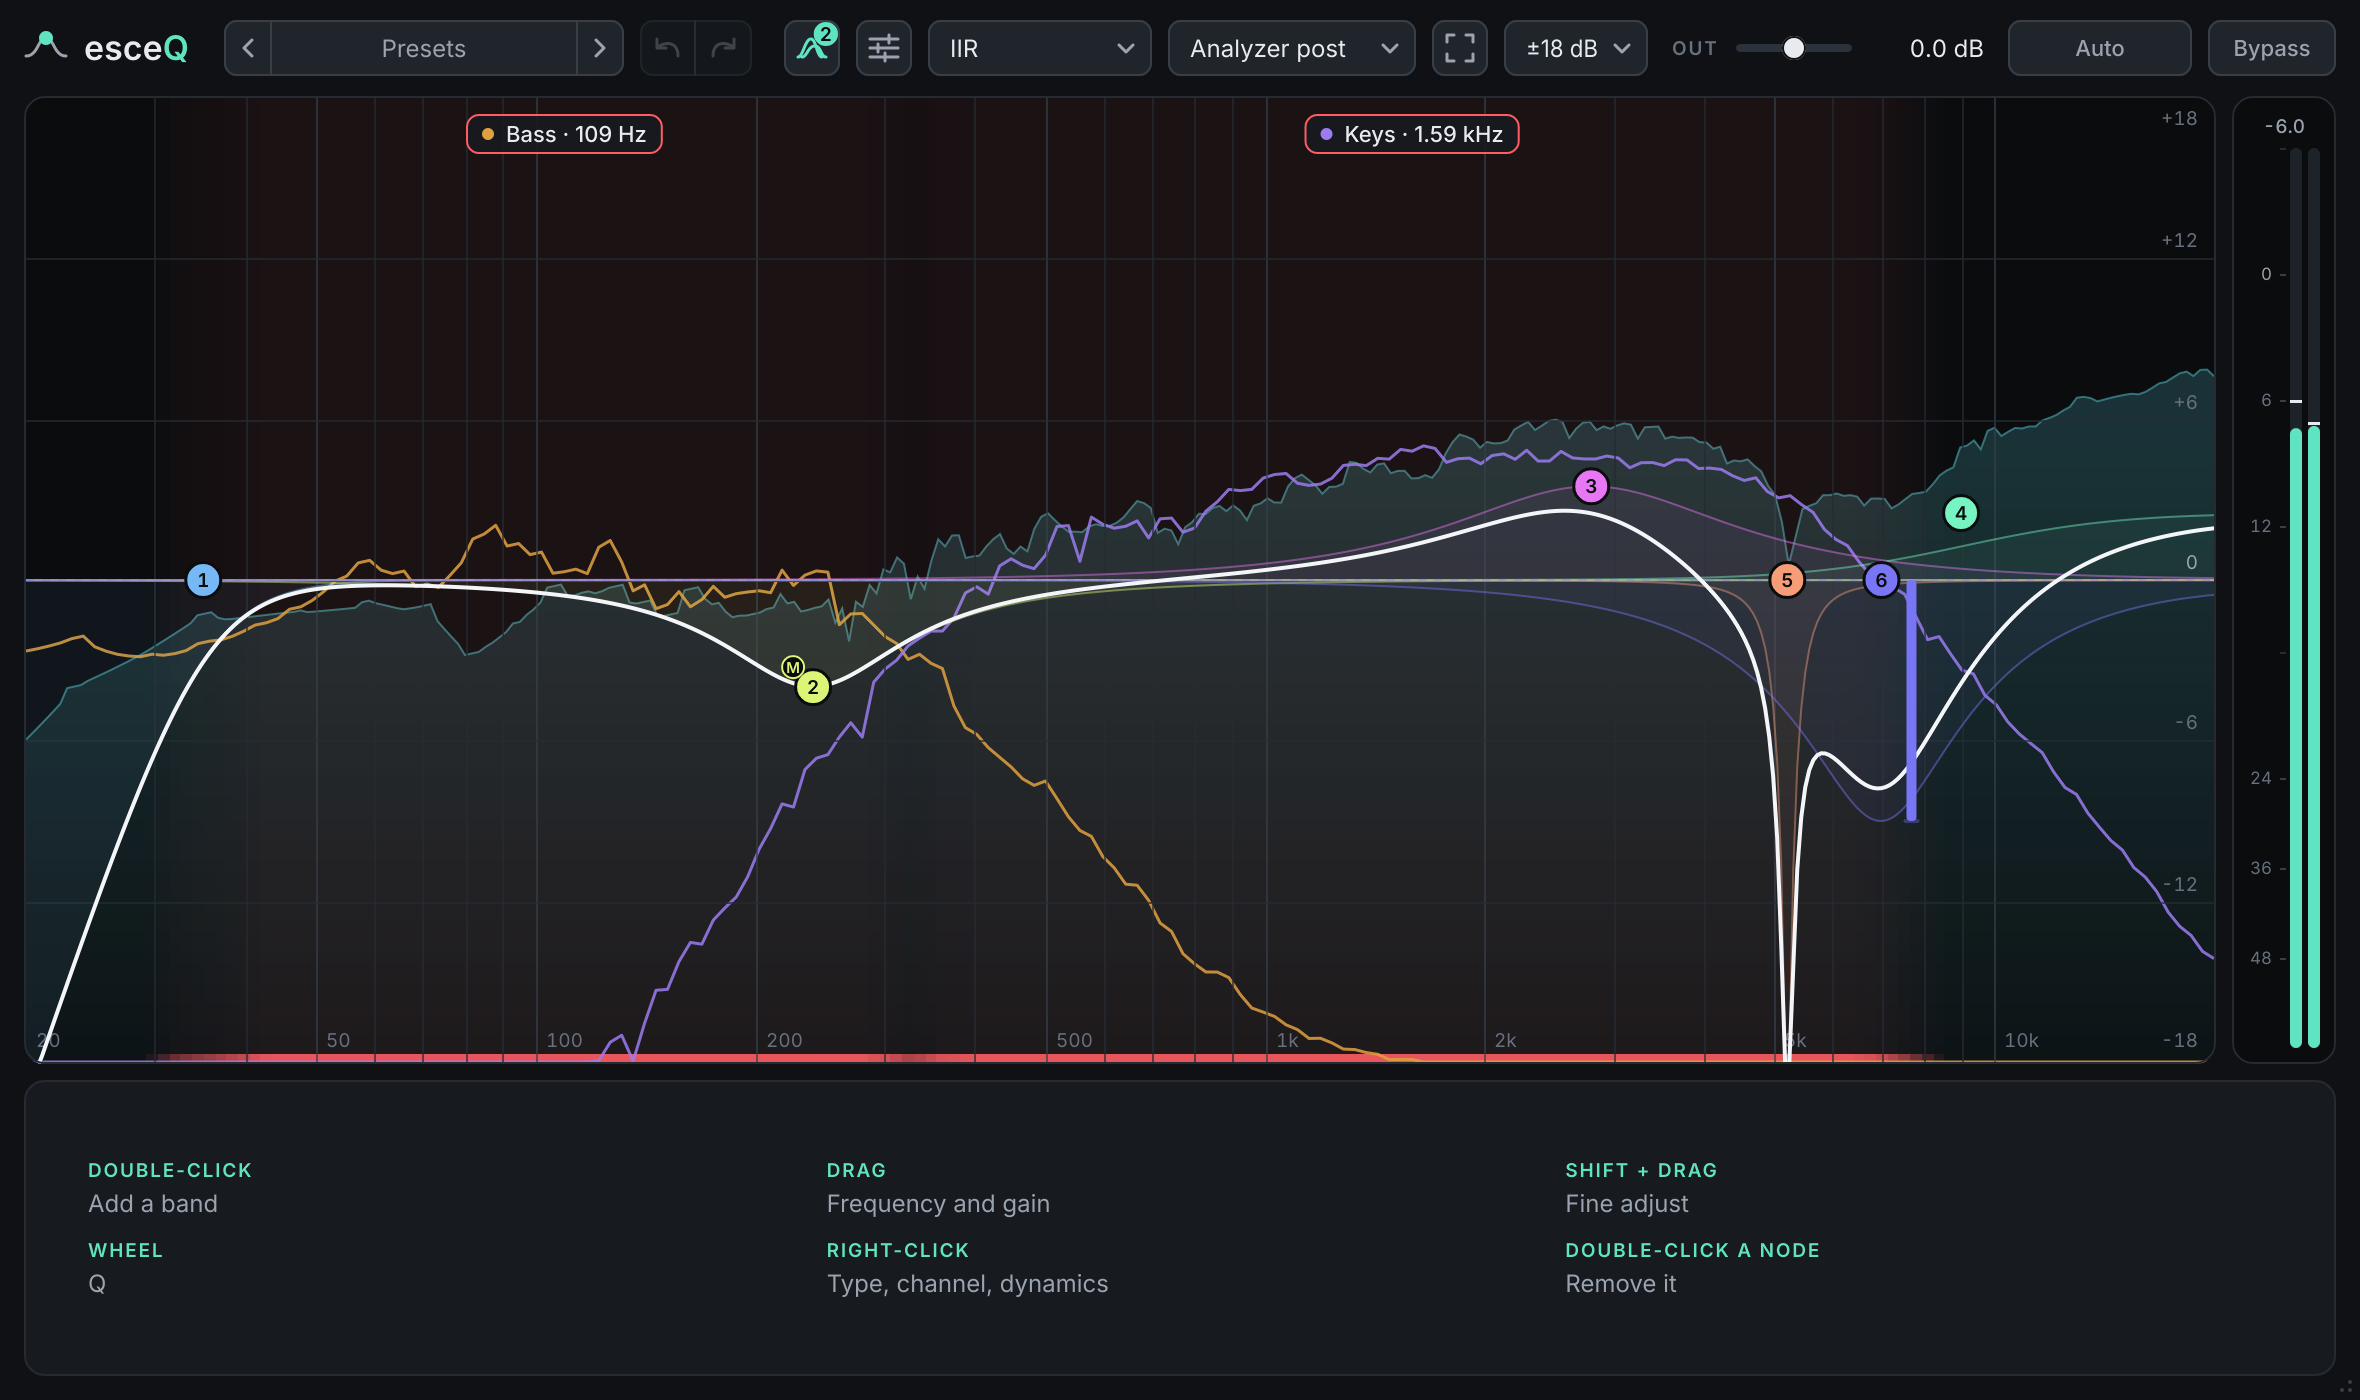 esceQ
Presets
2
IIR
Analyzer post
±18 dB
OUT
0.0 dB
Auto
Bypass
Bass · 109 Hz
Keys · 1.59 kHz
+18
+12
+6
0
-6
-12
-18
1
M
2
3
4
5
6
20
50
100
200
500
1k
2k
5k
10k
-6.0
0
6
12
24
36
48
DOUBLE-CLICK
Add a band
DRAG
Frequency and gain
SHIFT + DRAG
Fine adjust
WHEEL
Q
RIGHT-CLICK
Type, channel, dynamics
DOUBLE-CLICK A NODE
Remove it